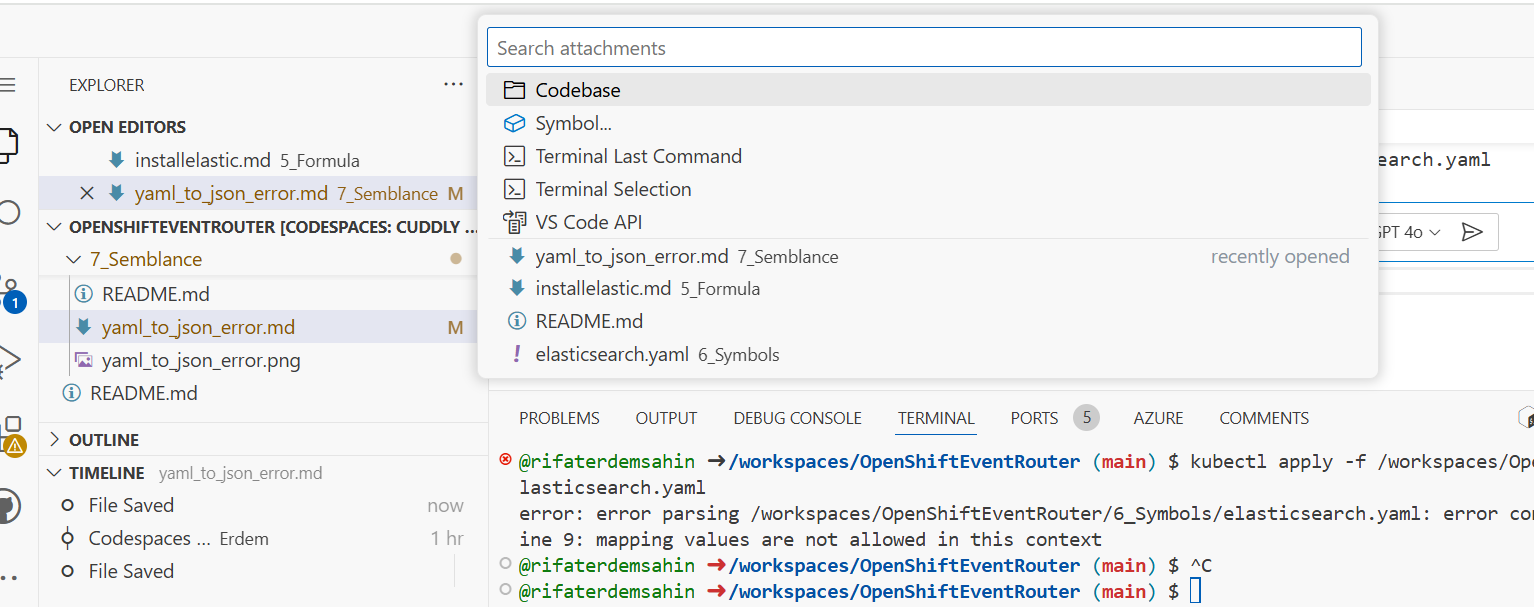 Search attachments
Codebase
Symbol...
Terminal Last Command
Terminal Selection
VS Code API
yaml_to_json_error.md 7_Semblance recently opened
installelastic.md 5_Formula
README.md
elasticsearch.yaml 6_Symbols
EXPLORER
OPEN EDITORS
installelastic.md 5_Formula
yaml_to_json_error.md 7_Semblance M
OPENSHIFTEVENTROUTER [CODESPACES: CUDDLY ...
7_Semblance
README.md
yaml_to_json_error.md M
yaml_to_json_error.png
README.md
OUTLINE
TIMELINE yaml_to_json_error.md
File Saved now
Codespaces ... Erdem 1 hr
File Saved
1
earch.yaml
GPT 4o
PROBLEMS OUTPUT DEBUG CONSOLE TERMINAL PORTS 5 AZURE COMMENTS
@rifaterdemsahin ➜/workspaces/OpenShiftEventRouter (main) $ kubectl apply -f /workspaces/Ope
lasticsearch.yaml
error: error parsing /workspaces/OpenShiftEventRouter/6_Symbols/elasticsearch.yaml: error con
ine 9: mapping values are not allowed in this context
@rifaterdemsahin ➜/workspaces/OpenShiftEventRouter (main) $ ^C
@rifaterdemsahin ➜/workspaces/OpenShiftEventRouter (main) $